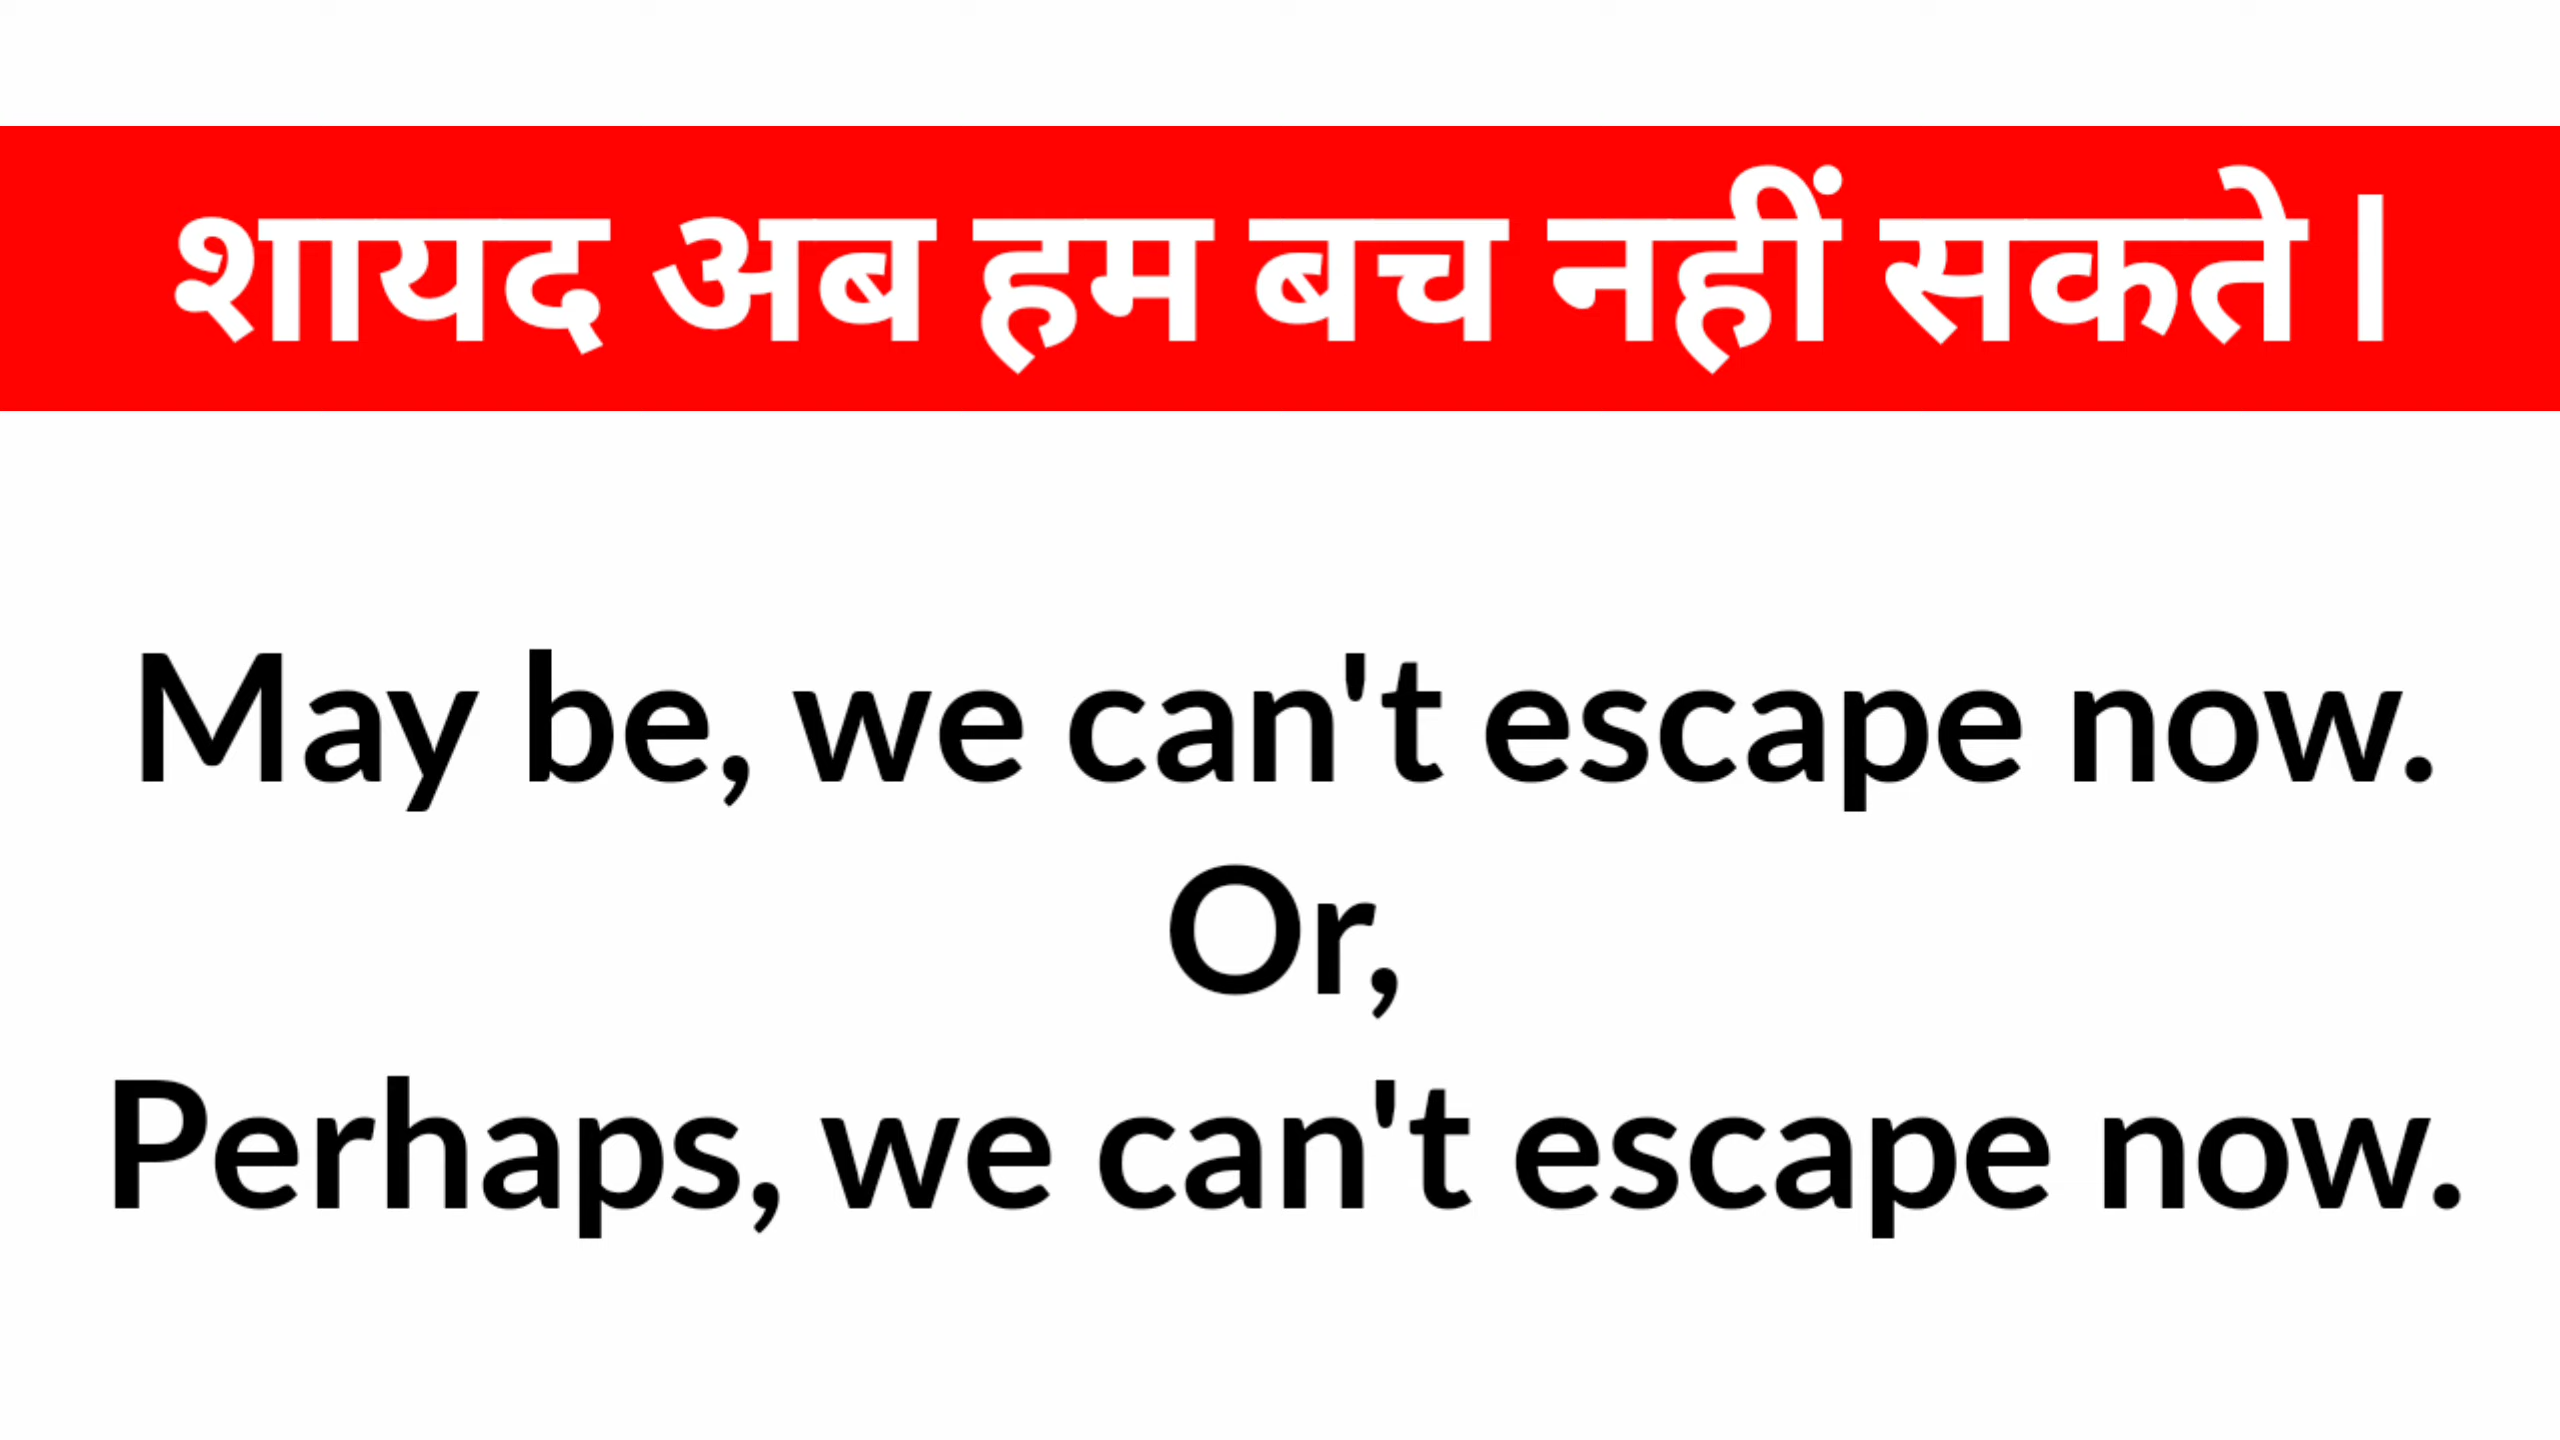 शायद अब हम बच नहीं सकते l
May be, we can't escape now.
Or,
Perhaps, we can't escape now.